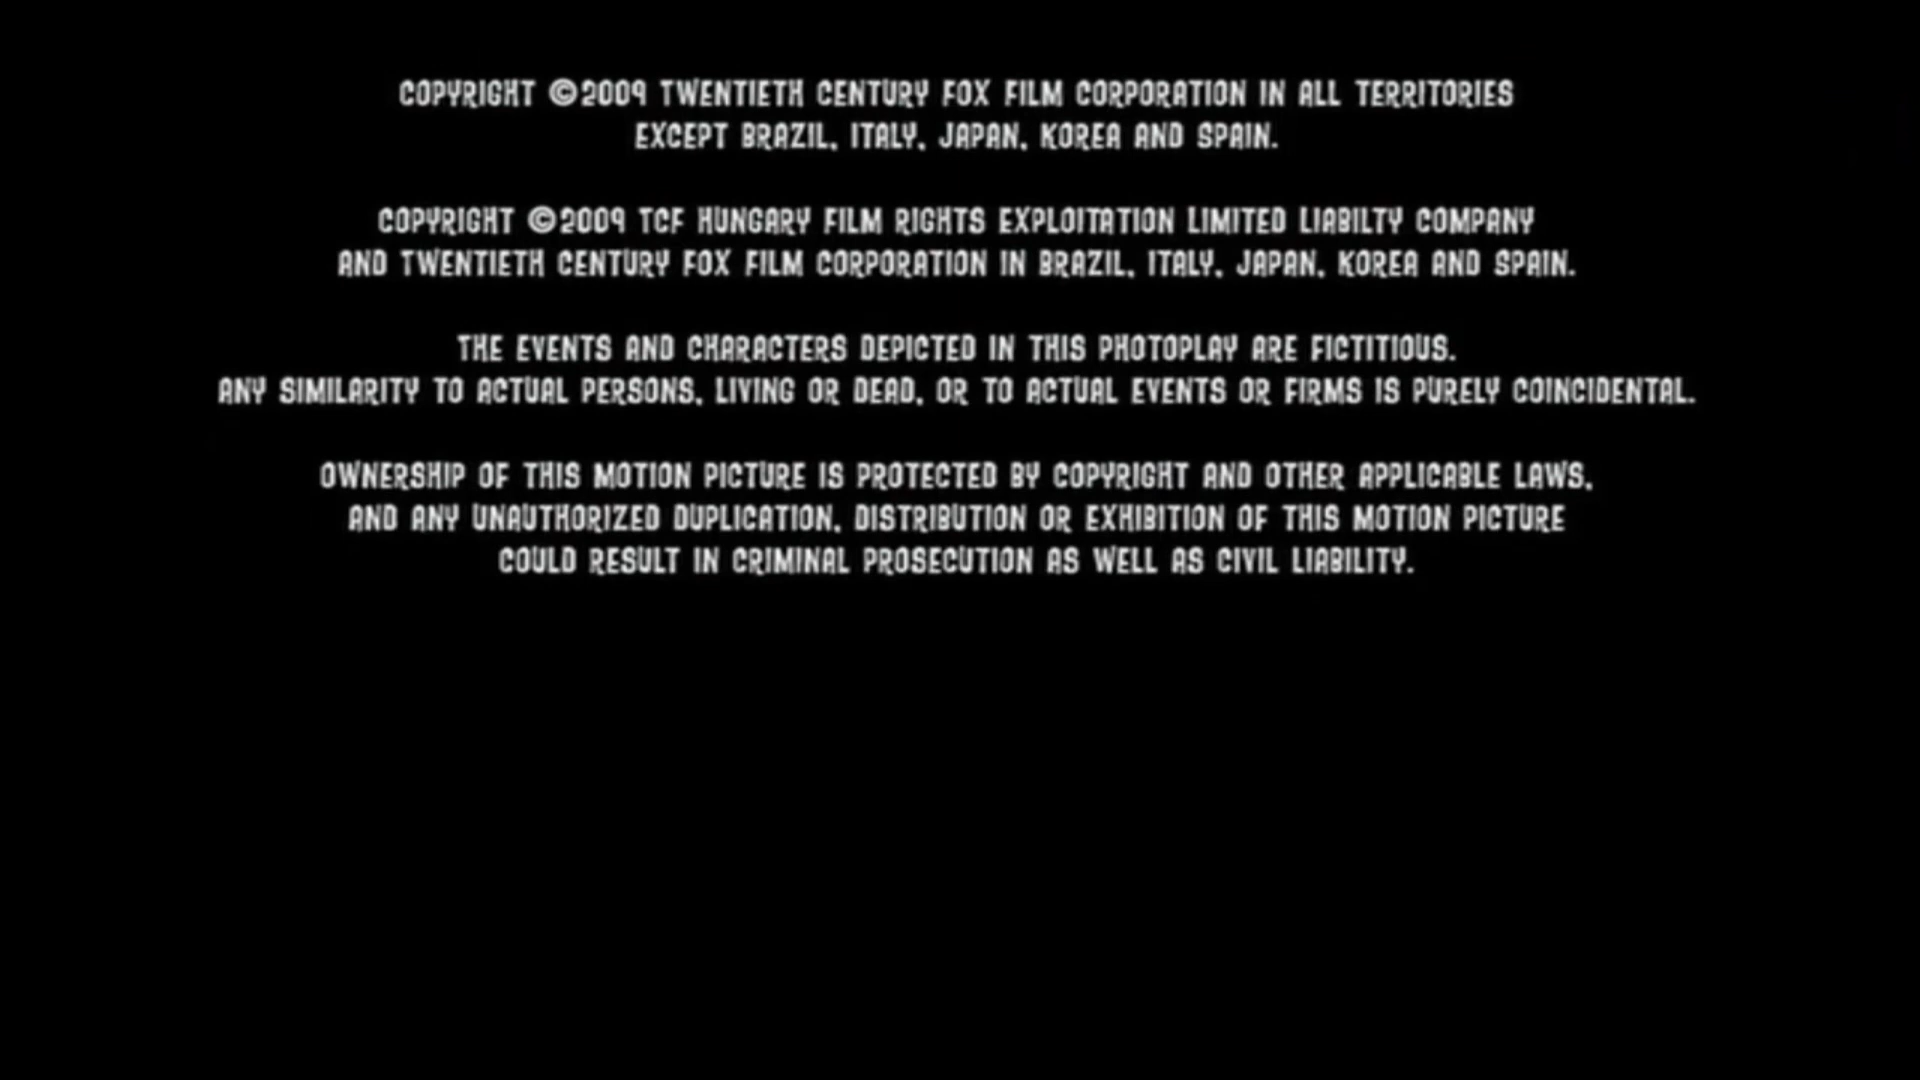 COPYRIGHT ©2009 TWENTIETH CENTURY FOX FILM CORPORATION IN ALL TERRITORIES
EXCEPT BRAZIL, ITALY, JAPAN, KOREA AND SPAIN.
COPYRIGHT ©2009 TCF HUNGARY FILM RIGHTS EXPLOITATION LIMITED LIABILTY COMPANY
AND TWENTIETH CENTURY FOX FILM CORPORATION IN BRAZIL, ITALY, JAPAN, KOREA AND SPAIN.
THE EVENTS AND CHARACTERS DEPICTED IN THIS PHOTOPLAY ARE FICTITIOUS.
ANY SIMILARITY TO ACTUAL PERSONS, LIVING OR DEAD, OR TO ACTUAL EVENTS OR FIRMS IS PURELY COINCIDENTAL.
OWNERSHIP OF THIS MOTION PICTURE IS PROTECTED BY COPYRIGHT AND OTHER APPLICABLE LAWS,
AND ANY UNAUTHORIZED DUPLICATION, DISTRIBUTION OR EXHIBITION OF THIS MOTION PICTURE
COULD RESULT IN CRIMINAL PROSECUTION AS WELL AS CIVIL LIABILITY.